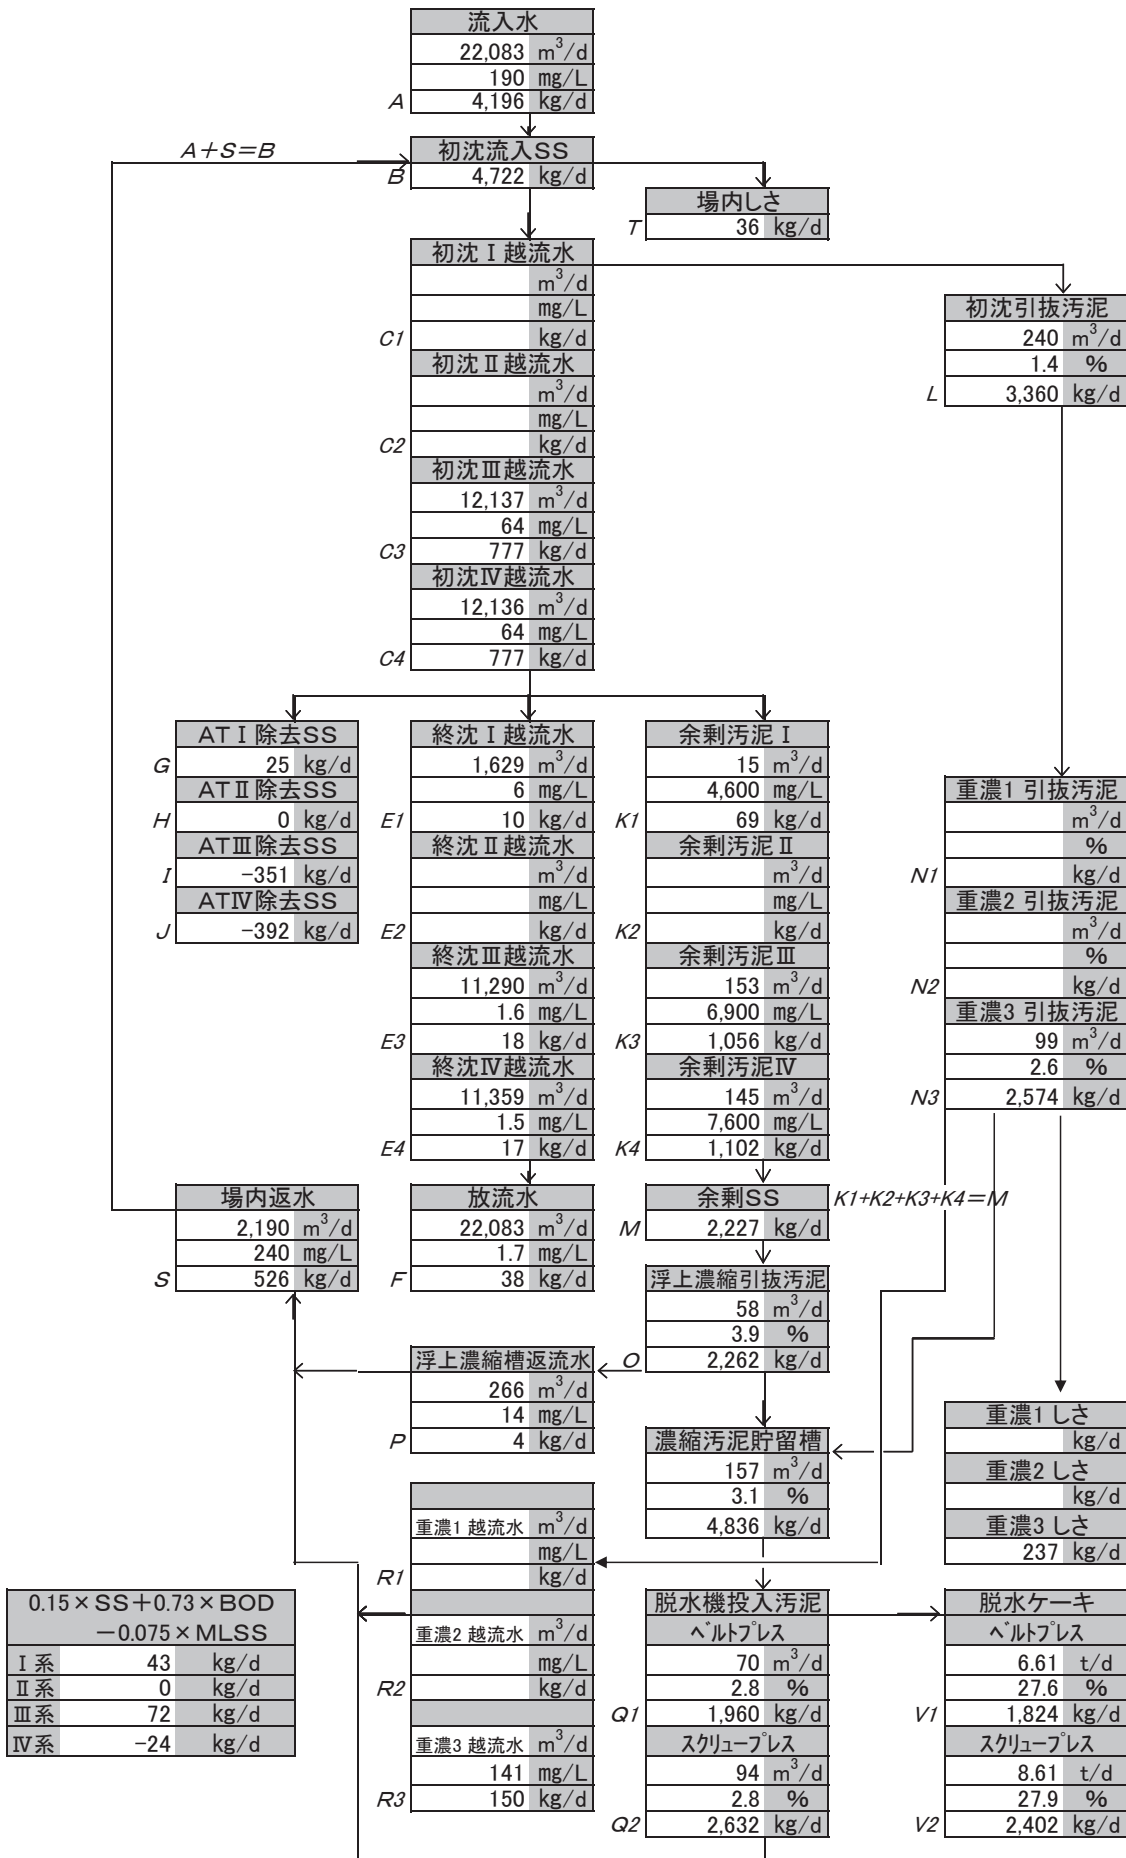 流入水
22,083 m³/d
190 mg/L
A 4,196 kg/d
A+S=B
初沈流入SS
B 4,722 kg/d
場内しさ
T 36 kg/d
初沈Ⅰ越流水
m³/d
mg/L
C1 kg/d
初沈Ⅱ越流水
m³/d
mg/L
C2 kg/d
初沈Ⅲ越流水
12,137 m³/d
64 mg/L
C3 777 kg/d
初沈Ⅳ越流水
12,136 m³/d
64 mg/L
C4 777 kg/d
初沈引抜汚泥
240 m³/d
1.4 %
L 3,360 kg/d
ATⅠ除去SS
G 25 kg/d
ATⅡ除去SS
H 0 kg/d
ATⅢ除去SS
I -351 kg/d
ATⅣ除去SS
J -392 kg/d
終沈Ⅰ越流水
1,629 m³/d
6 mg/L
E1 10 kg/d
終沈Ⅱ越流水
m³/d
mg/L
E2 kg/d
終沈Ⅲ越流水
11,290 m³/d
1.6 mg/L
E3 18 kg/d
終沈Ⅳ越流水
11,359 m³/d
1.5 mg/L
E4 17 kg/d
余剰汚泥Ⅰ
15 m³/d
4,600 mg/L
K1 69 kg/d
余剰汚泥Ⅱ
m³/d
mg/L
K2 kg/d
余剰汚泥Ⅲ
153 m³/d
6,900 mg/L
K3 1,056 kg/d
余剰汚泥Ⅳ
145 m³/d
7,600 mg/L
K4 1,102 kg/d
重濃1 引抜汚泥
m³/d
%
N1 kg/d
重濃2 引抜汚泥
m³/d
%
N2 kg/d
重濃3 引抜汚泥
99 m³/d
2.6 %
N3 2,574 kg/d
場内返水
2,190 m³/d
240 mg/L
S 526 kg/d
放流水
22,083 m³/d
1.7 mg/L
F 38 kg/d
余剰SS
M 2,227 kg/d
K1+K2+K3+K4=M
浮上濃縮引抜汚泥
58 m³/d
3.9 %
O 2,262 kg/d
浮上濃縮槽返流水
266 m³/d
14 mg/L
P 4 kg/d
濃縮汚泥貯留槽
157 m³/d
3.1 %
4,836 kg/d
重濃1 しさ
kg/d
重濃2 しさ
kg/d
重濃3 しさ
237 kg/d
重濃1 越流水 m³/d
mg/L
R1 kg/d
重濃2 越流水 m³/d
mg/L
R2 kg/d
重濃3 越流水 m³/d
141 mg/L
R3 150 kg/d
0.15×SS+0.73×BOD
-0.075×MLSS
Ⅰ系 43 kg/d
Ⅱ系 0 kg/d
Ⅲ系 72 kg/d
Ⅳ系 -24 kg/d
脱水機投入汚泥
ベルトプレス
70 m³/d
2.8 %
Q1 1,960 kg/d
スクリュープレス
94 m³/d
2.8 %
Q2 2,632 kg/d
脱水ケーキ
ベルトプレス
6.61 t/d
27.6 %
V1 1,824 kg/d
スクリュープレス
8.61 t/d
27.9 %
V2 2,402 kg/d